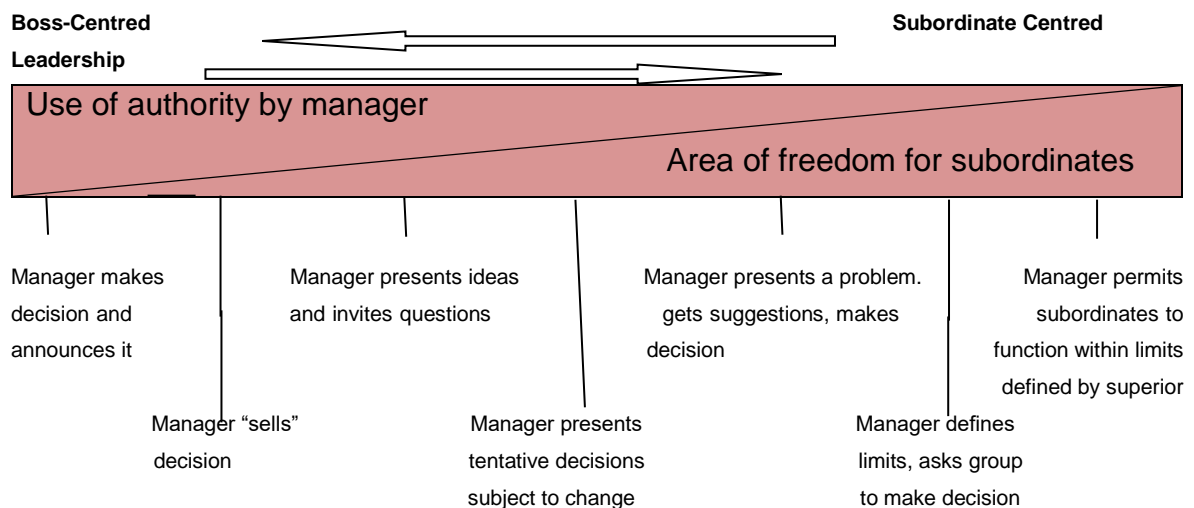 Boss-Centred
Leadership
Subordinate Centred
Use of authority by manager
Area of freedom for subordinates
Manager makes
decision and
announces it
Manager presents ideas
and invites questions
Manager presents a problem.
gets suggestions, makes
decision
Manager permits
subordinates to
function within limits
defined by superior
Manager “sells”
decision
Manager presents
tentative decisions
subject to change
Manager defines
limits, asks group
to make decision